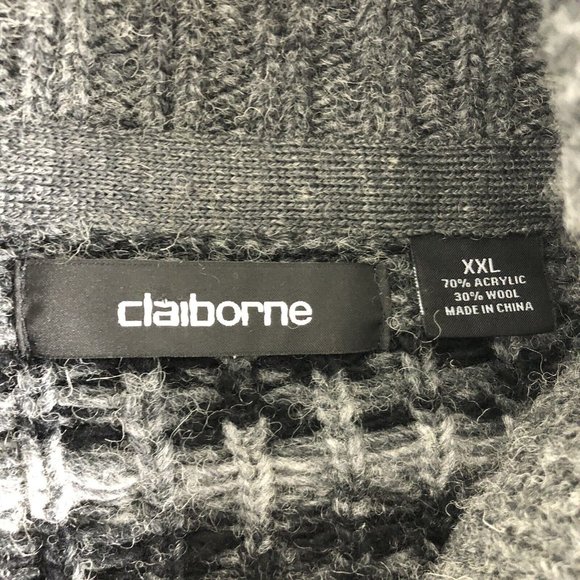 claiborne
XXL
70% ACRYLIC
30% WOOL
MADE IN CHINA